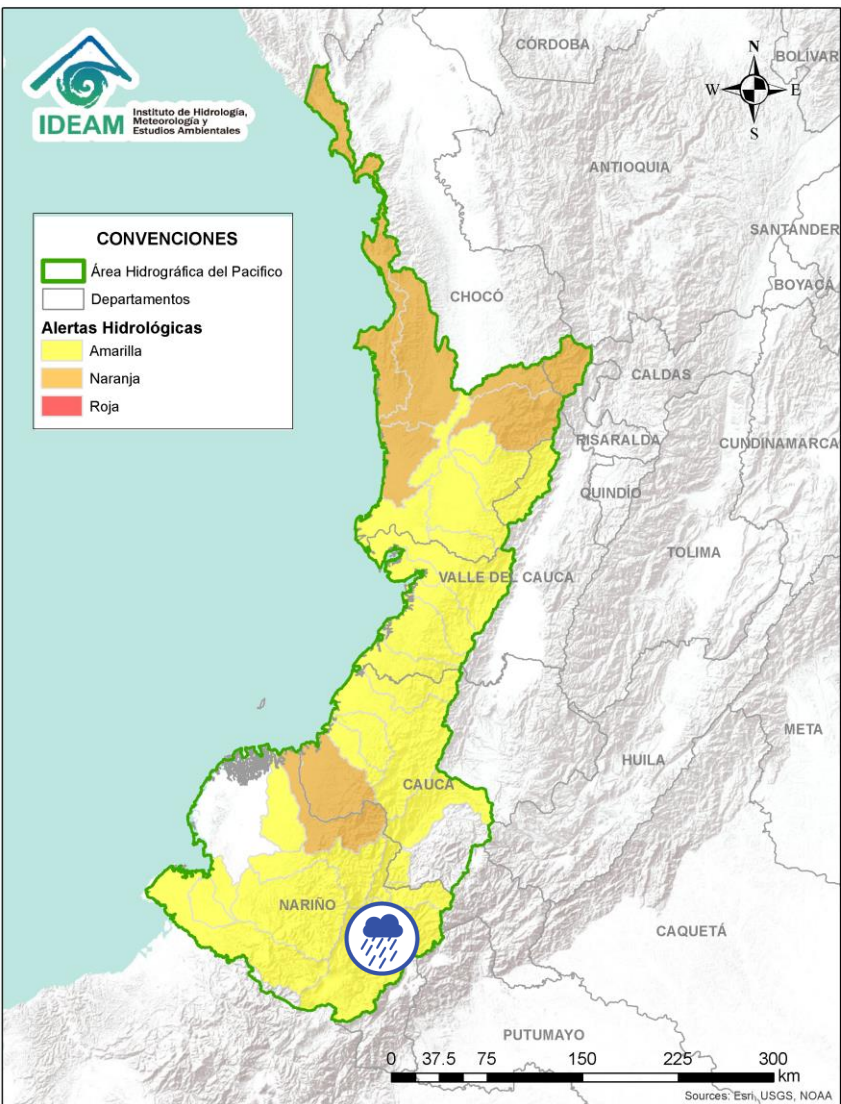 IDEAM
Instituto de Hidrología,
Meteorología y
Estudios Ambientales
CÓRDOBA
BOLÍVAR
N
W
E
S
ANTIOQUIA
SANTANDER
BOYACÁ
CONVENCIONES
Área Hidrográfica del Pacifico
Departamentos
Alertas Hidrológicas
Amarilla
Naranja
Roja
CHOCÓ
CALDAS
RISARALDA
CUNDINAMARCA
QUINDÍO
TOLIMA
VALLE DEL CAUCA
META
HUILA
CAUCA
NARIÑO
CAQUETÁ
PUTUMAYO
0 37.5 75 150 225 300
km
Sources: Esri, USGS, NOAA